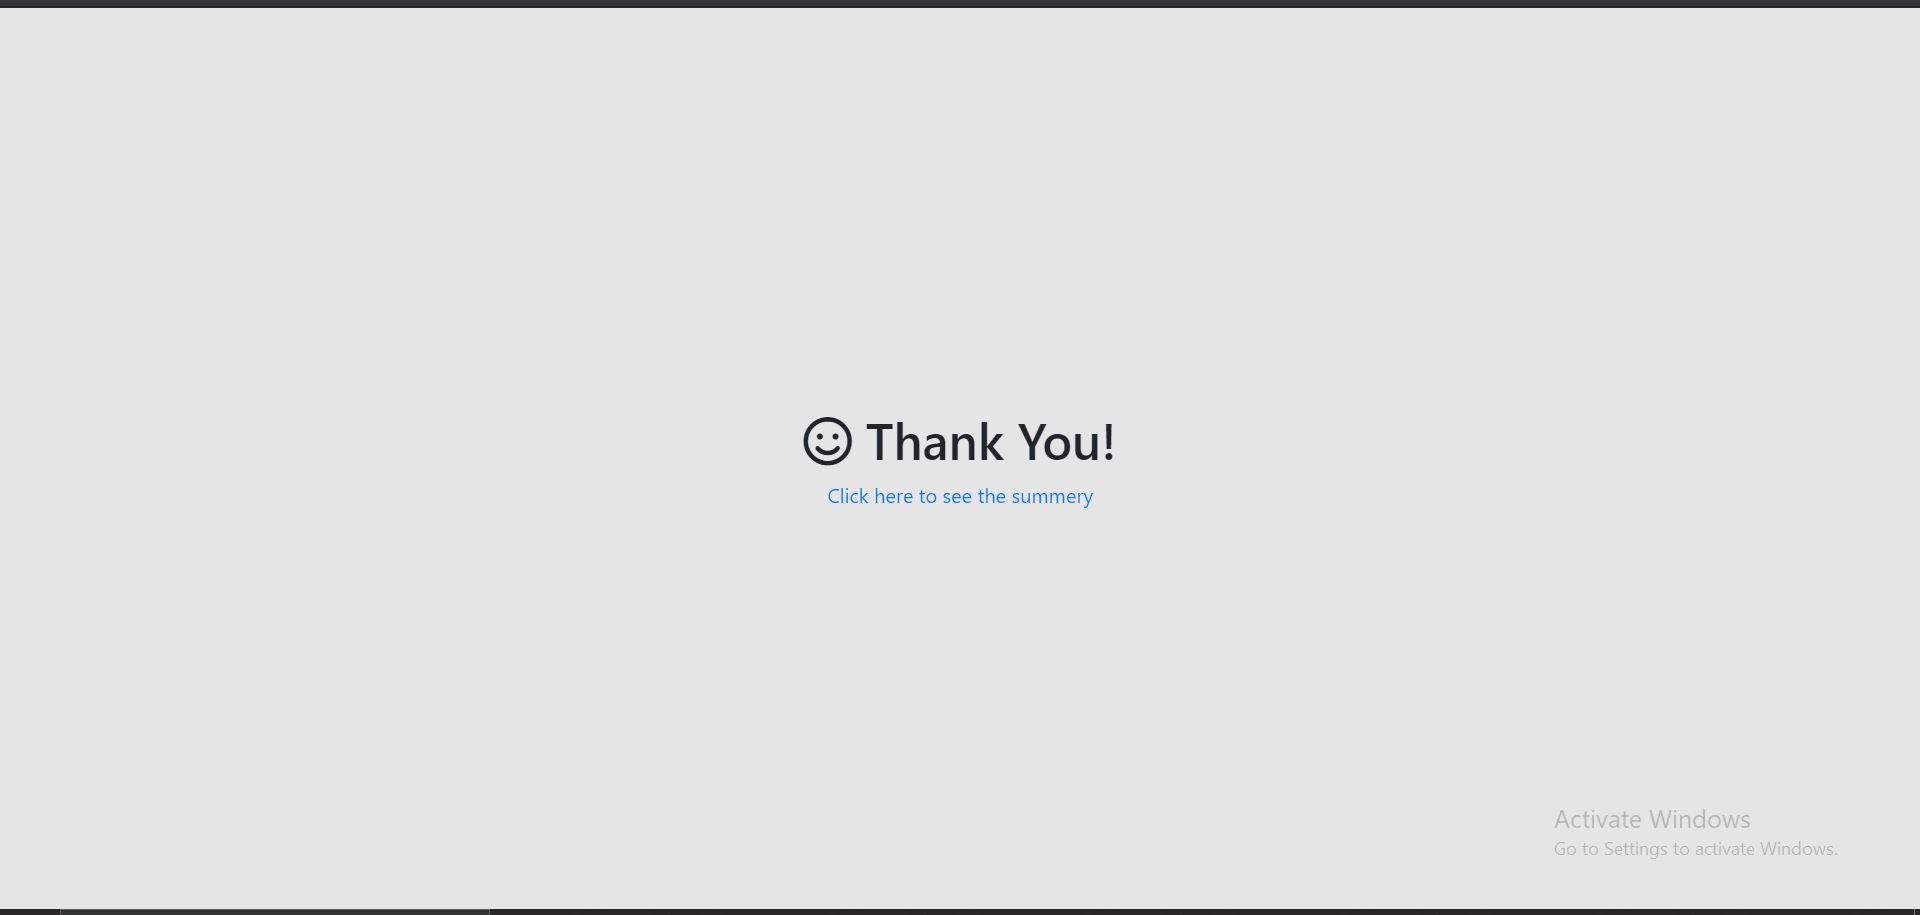 Thank You!
Click here to see the summery
Activate Windows
Go to Settings to activate Windows.